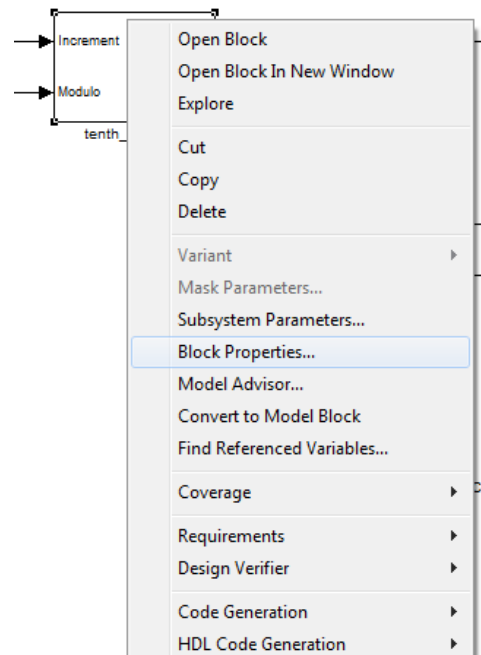 Increment
Modulo
tenth_
Open Block
Open Block In New Window
Explore
Cut
Copy
Delete
Variant
Mask Parameters...
Subsystem Parameters...
Block Properties...
Model Advisor...
Convert to Model Block
Find Referenced Variables...
Coverage
Requirements
Design Verifier
Code Generation
HDL Code Generation